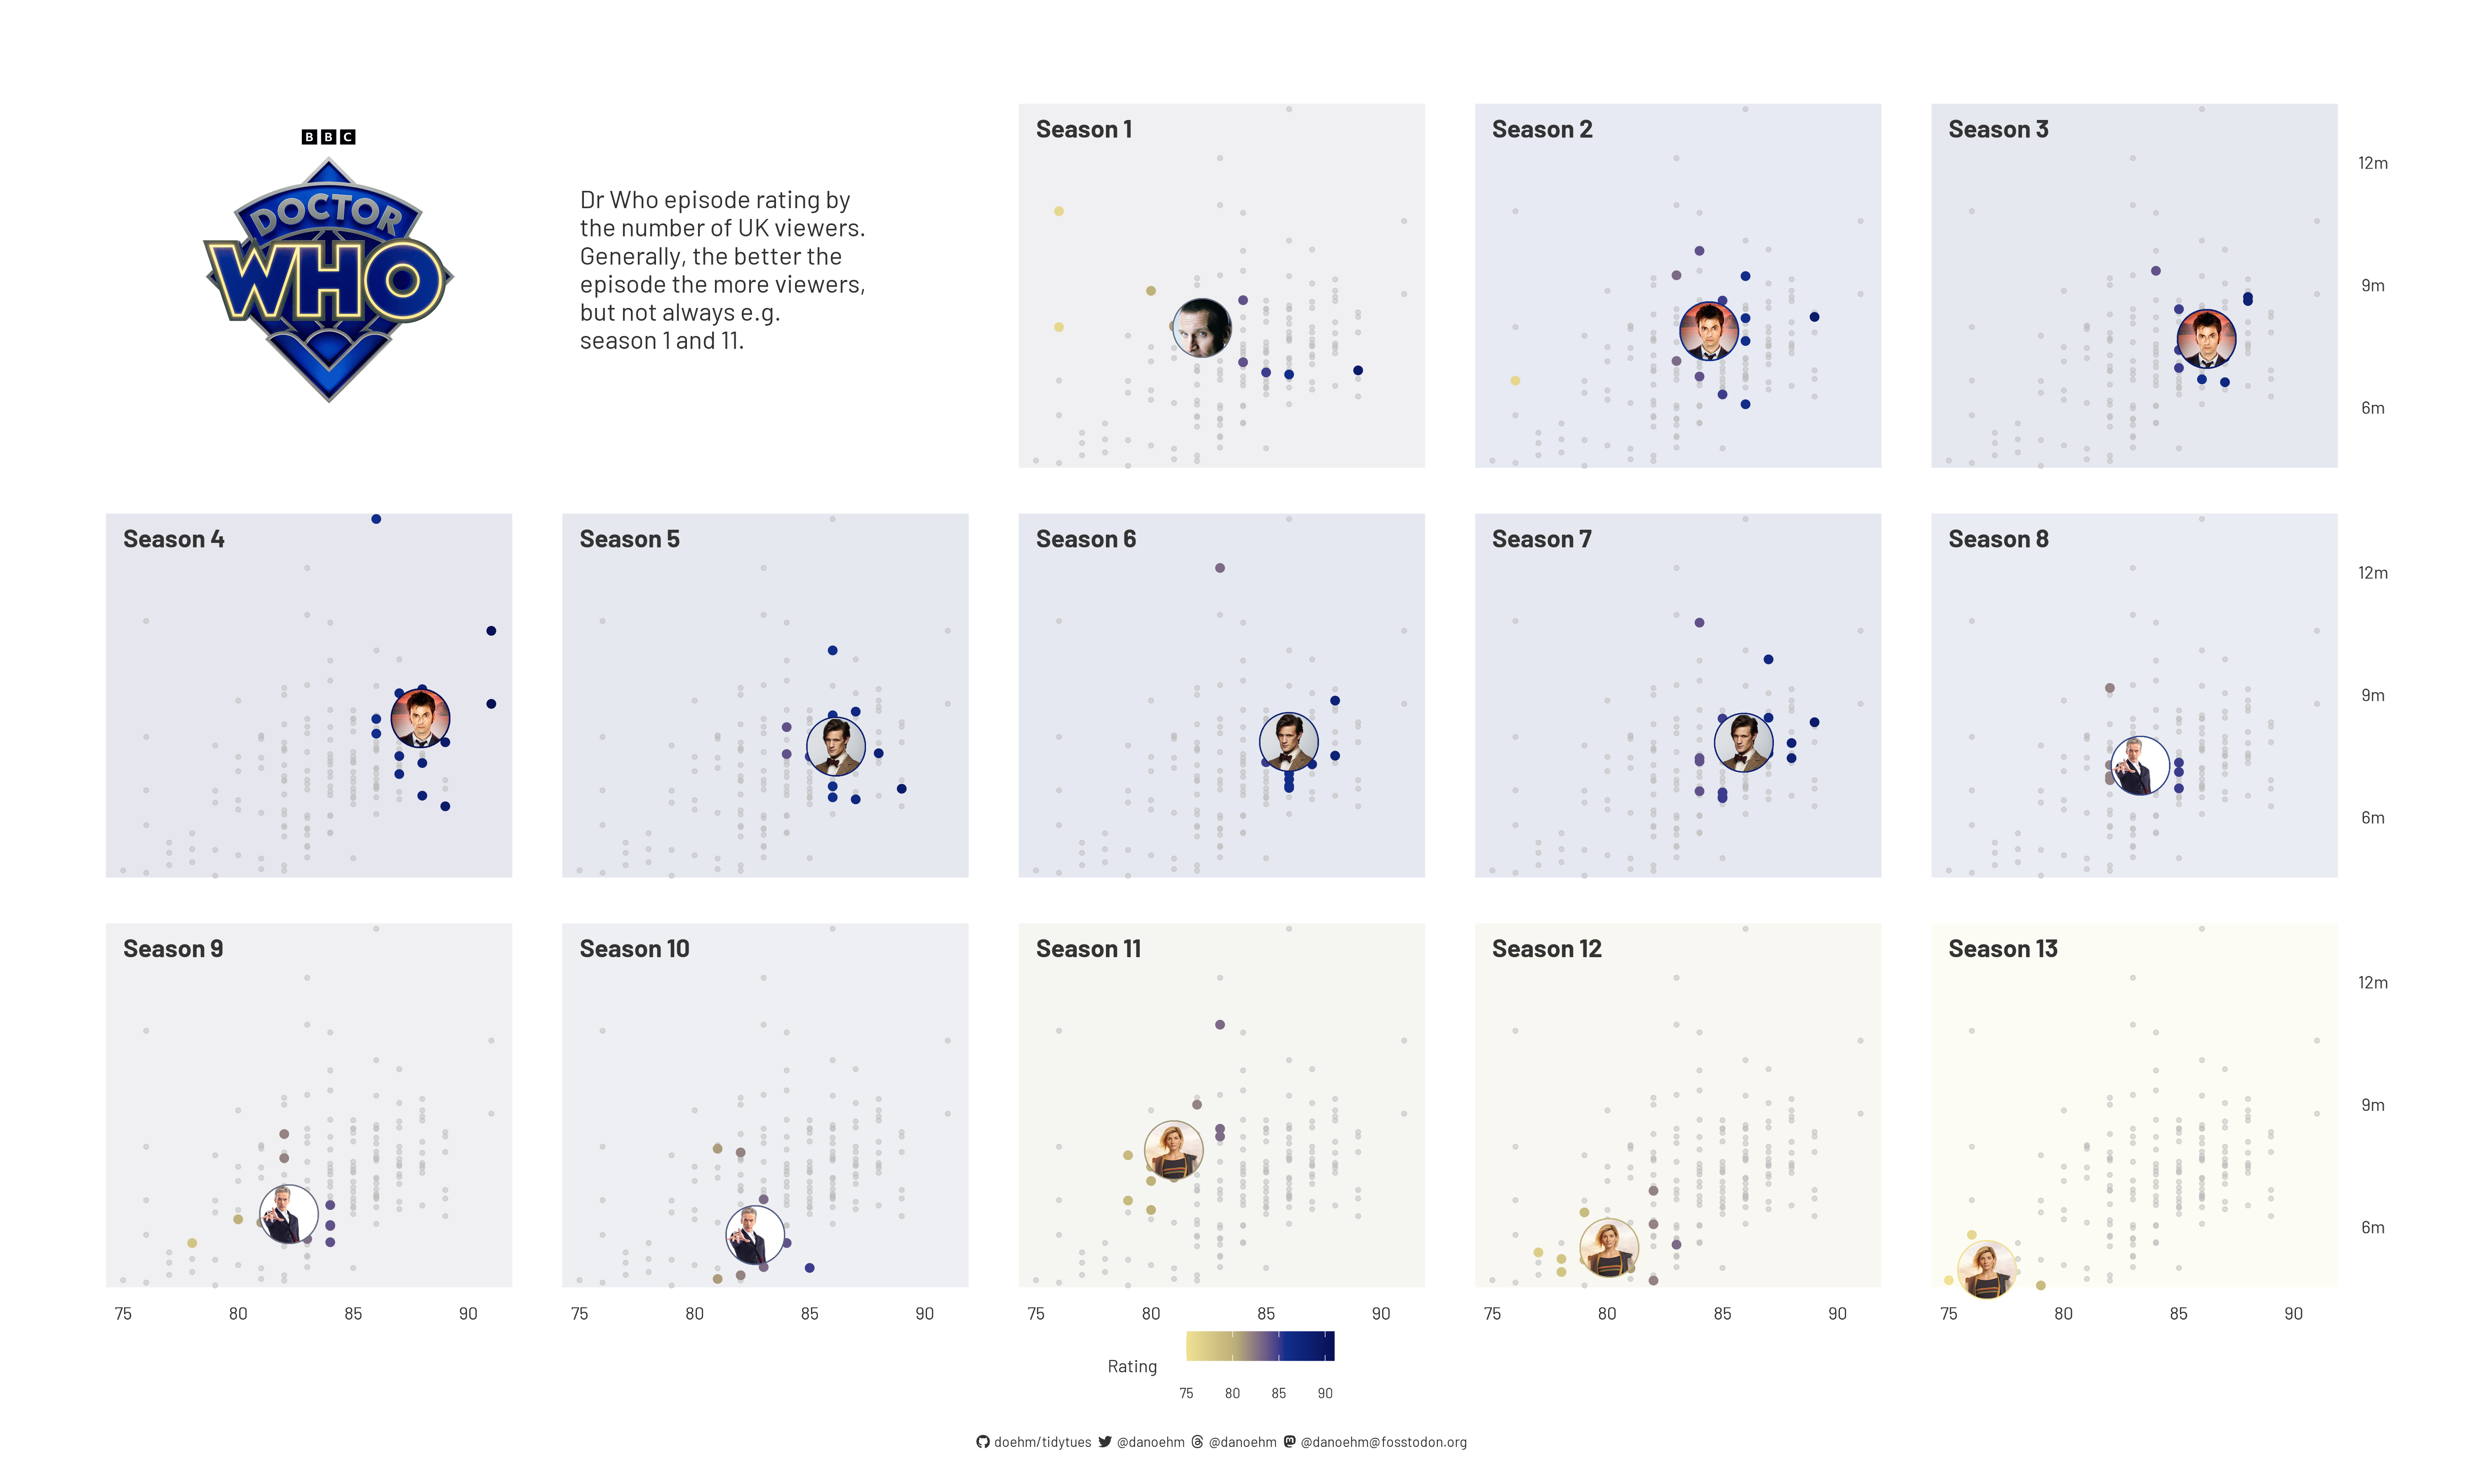 BBC
DOCTOR
WHO
Dr Who episode rating by
the number of UK viewers.
Generally, the better the
episode the more viewers,
but not always e.g.
season 1 and 11.
Season 1
Season 2
Season 3
12m
9m
6m
Season 4
Season 5
Season 6
Season 7
Season 8
12m
9m
6m
Season 9
Season 10
Season 11
Season 12
Season 13
12m
9m
6m
75 80 85 90
75 80 85 90
75 80 85 90
75 80 85 90
75 80 85 90
Rating
75 80 85 90
doehm/tidytues @danoehm @danoehm @danoehm@fosstodon.org